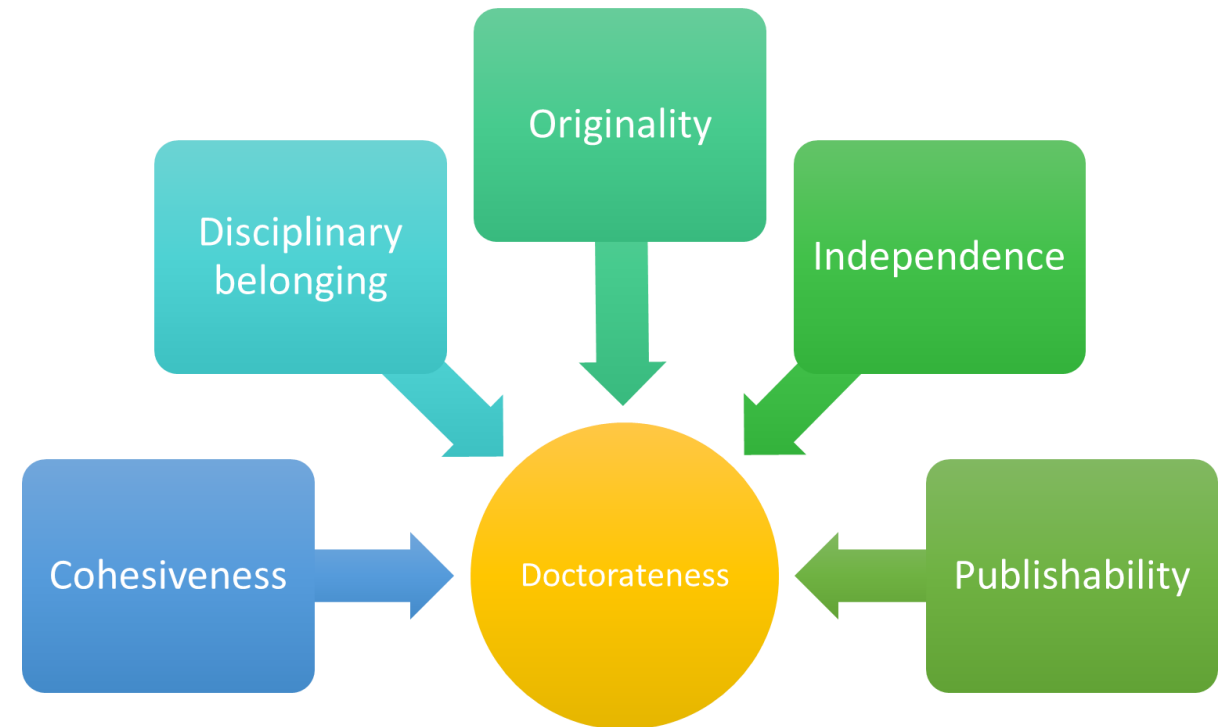 Originality
Disciplinary
belonging
Independence
Cohesiveness
Doctorateness
Publishability